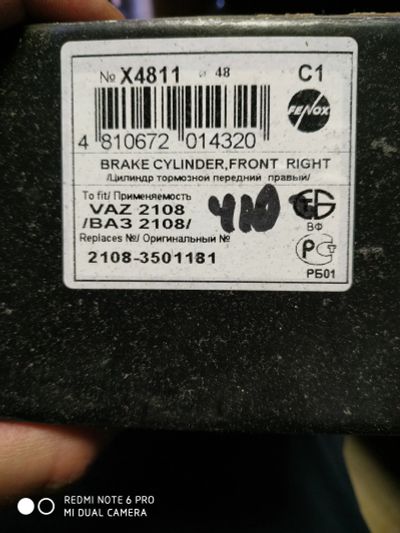 № X4811 ⌀ 48 C1
FENOX
4 810672 014320
BRAKE CYLINDER,FRONT RIGHT
/Цилиндр тормозной передний правый/
To fit/ Применяемость
VAZ 2108
/ВАЗ 2108/
410
ВФ
Replaces №/ Оригинальный №
2108-3501181
РБ01
REDMI NOTE 6 PRO
MI DUAL CAMERA